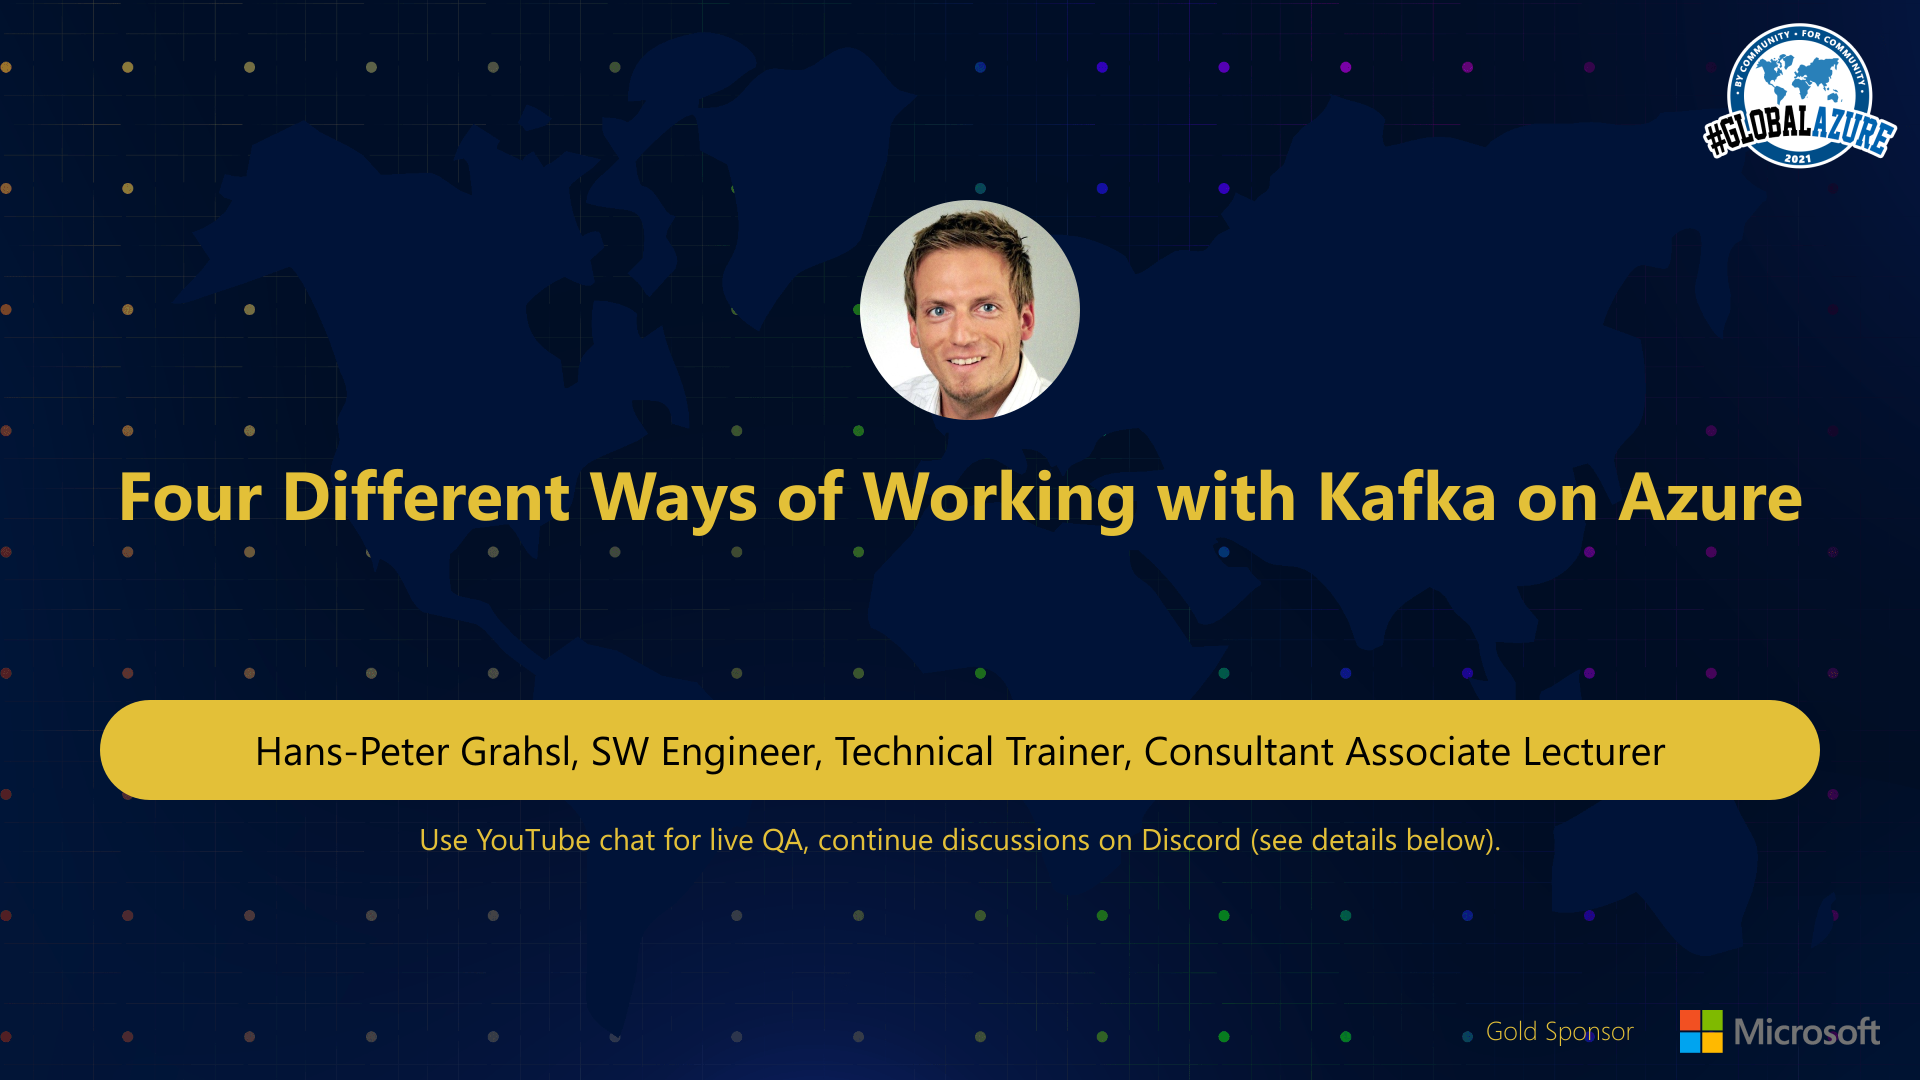 • BY COMMUNITY • FOR COMMUNITY •
#GLOBALAZURE
2021
Four Different Ways of Working with Kafka on Azure
Hans-Peter Grahsl, SW Engineer, Technical Trainer, Consultant Associate Lecturer
Use YouTube chat for live QA, continue discussions on Discord (see details below).
Gold Sponsor
Microsoft